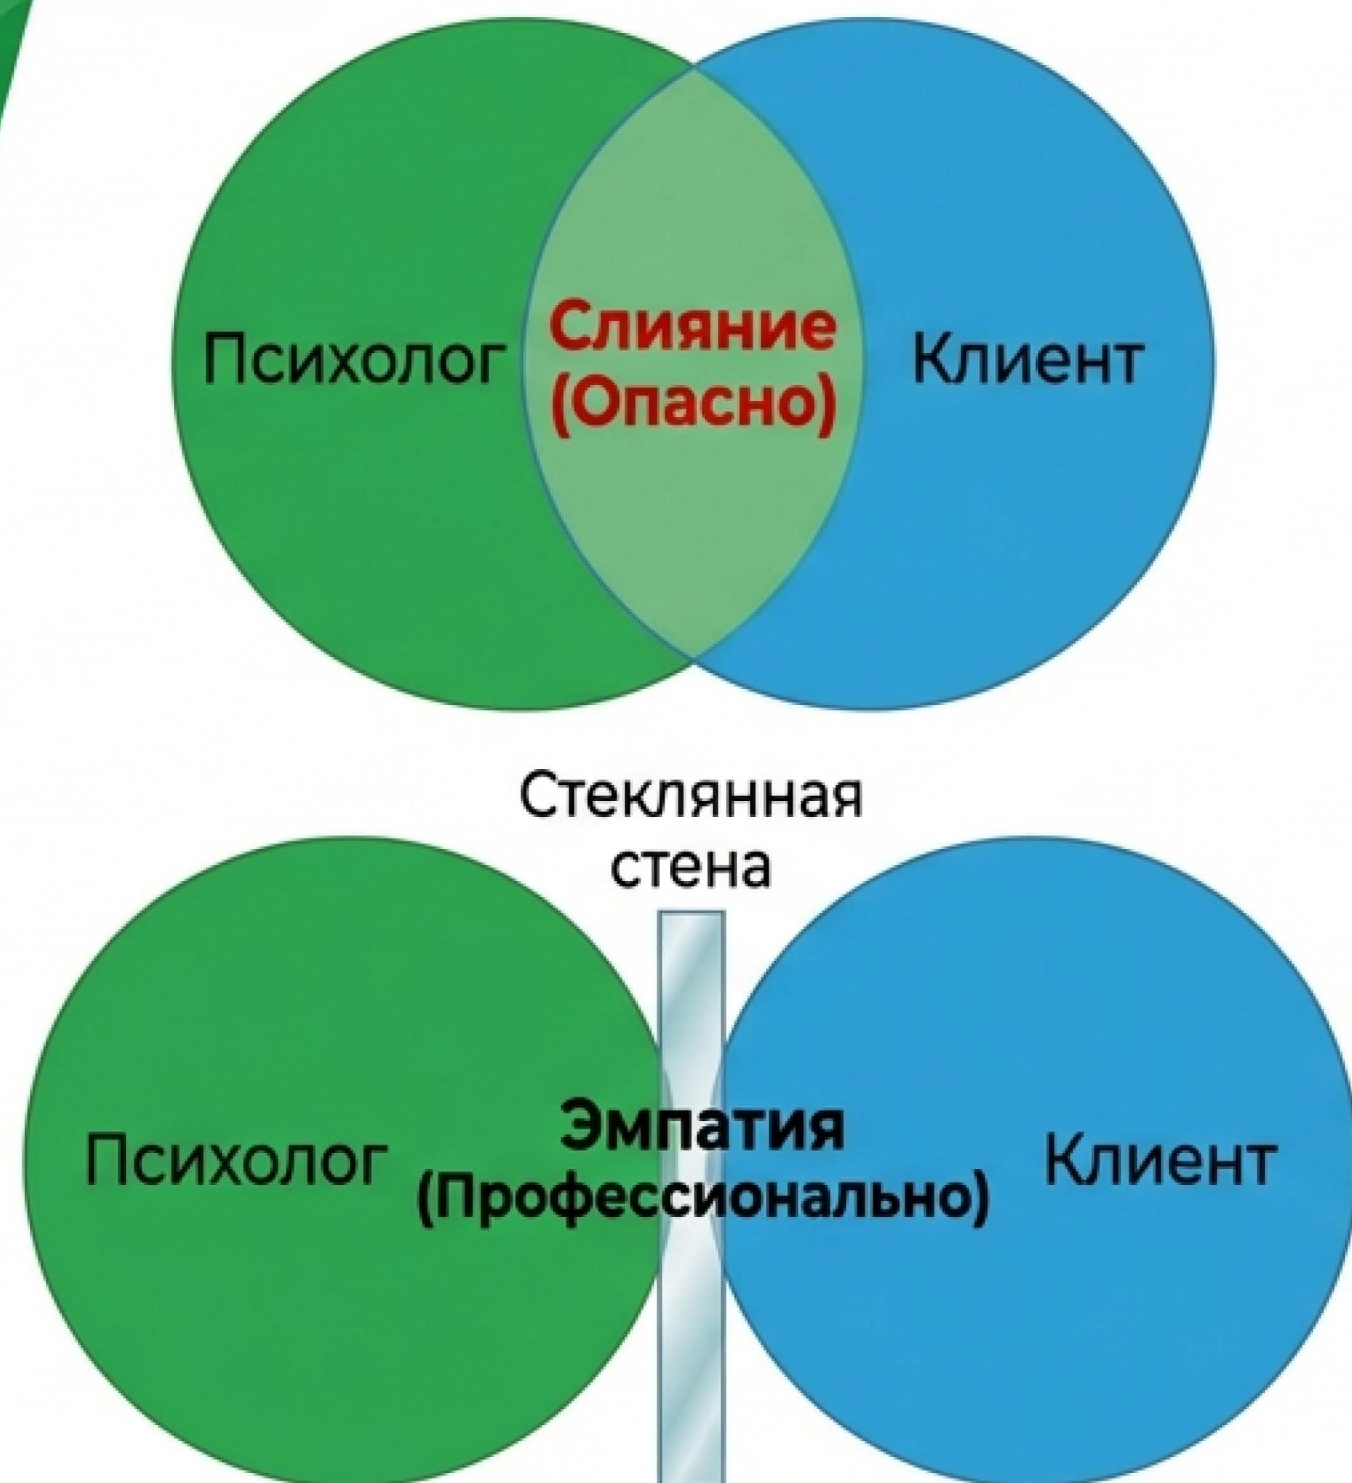 Психолог
Слияние
(Опасно)
Клиент
Стеклянная
стена
Психолог
Эмпатия
(Профессионально)
Клиент